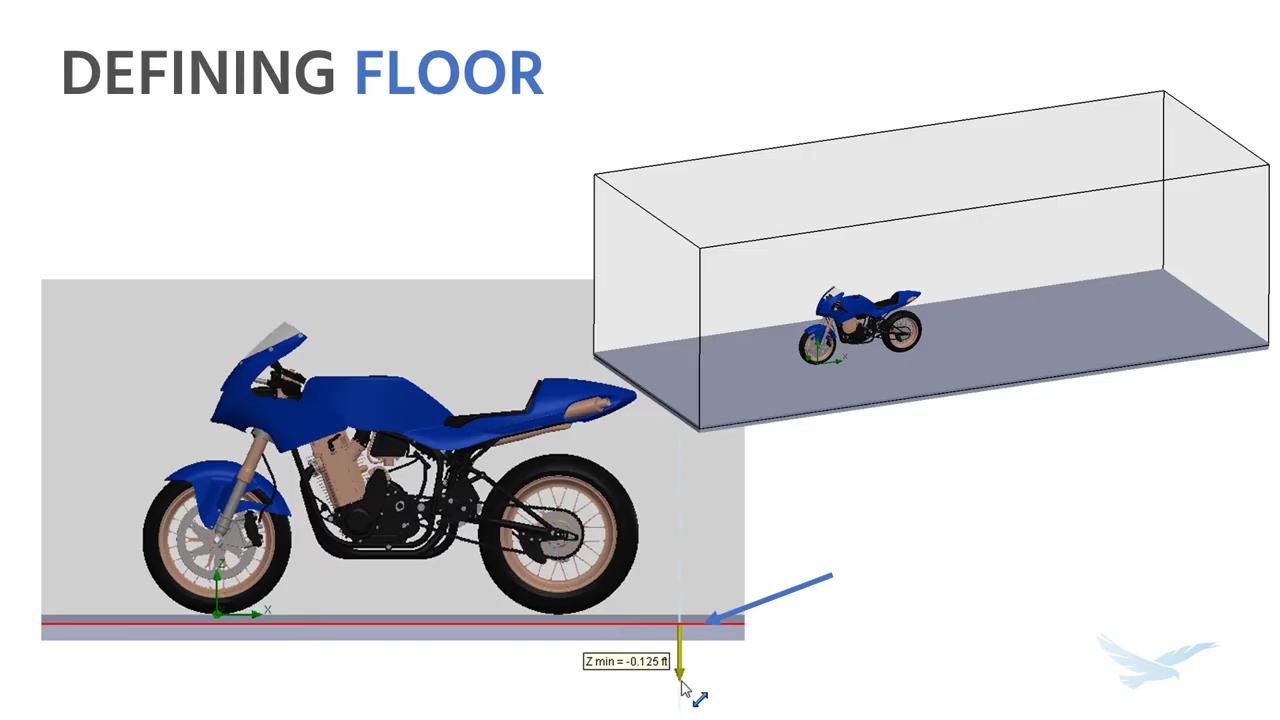 DEFINING FLOOR
X
Z
X
Z min = -0.125 ft